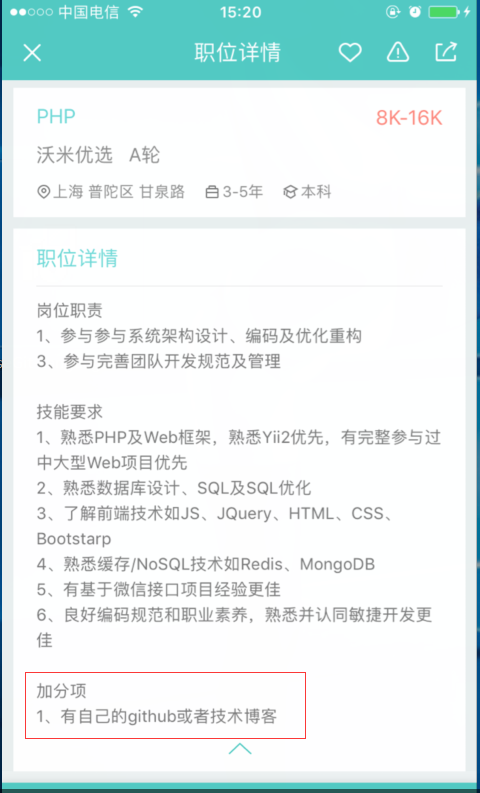 中国电信 15:20
职位详情
PHP 8K-16K
沃米优选 A轮
上海 普陀区 甘泉路 3-5年 本科
职位详情
岗位职责
1、参与参与系统架构设计、编码及优化重构
3、参与完善团队开发规范及管理
技能要求
1、熟悉PHP及Web框架，熟悉Yii2优先，有完整参与过
中大型Web项目优先
2、熟悉数据库设计、SQL及SQL优化
3、了解前端技术如JS、JQuery、HTML、CSS、
Bootstarp
4、熟悉缓存/NoSQL技术如Redis、MongoDB
5、有基于微信接口项目经验更佳
6、良好编码规范和职业素养，熟悉并认同敏捷开发更
佳
加分项
1、有自己的github或者技术博客